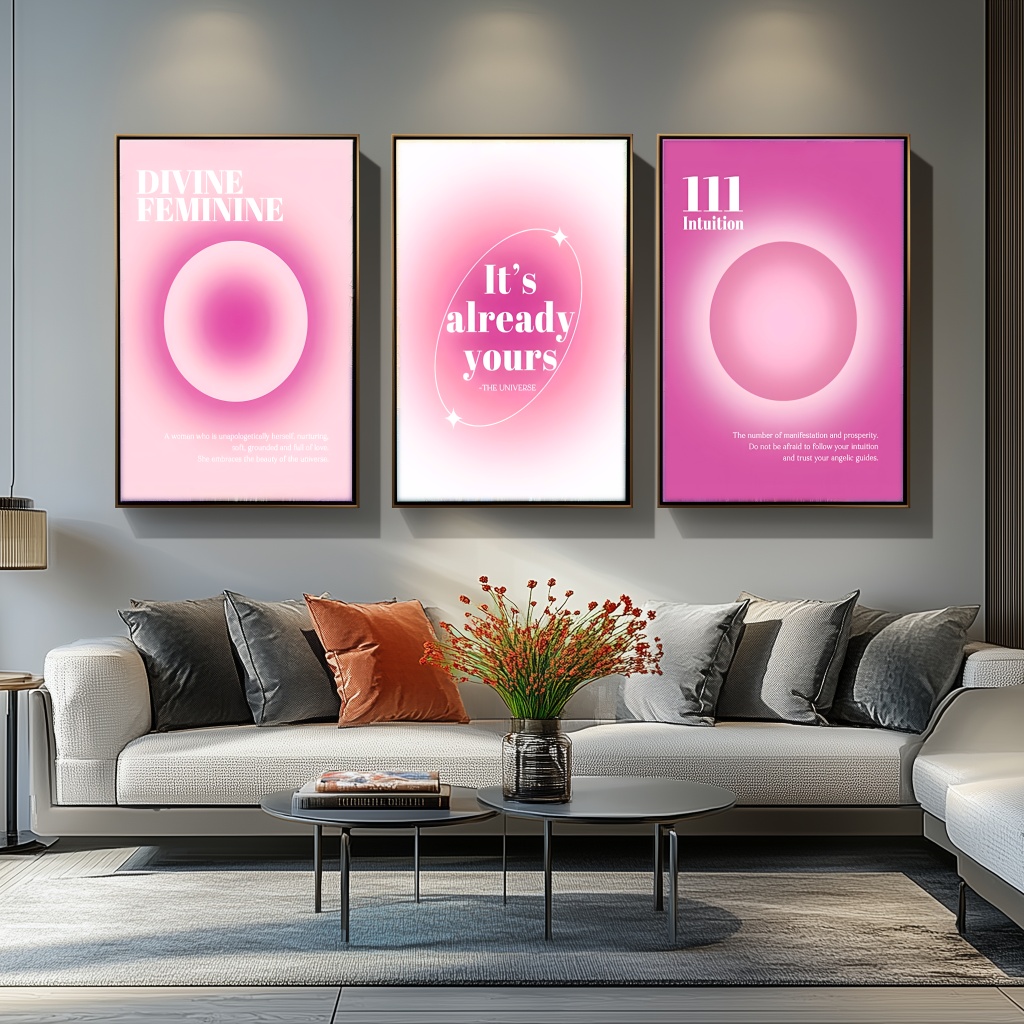 DIVINE
FEMININE
A woman who is unapologetically herself, nurturing,
soft, grounded and full of love.
She embraces the beauty of the universe.
It's
already
yours
-THE UNIVERSE
111
Intuition
The number of manifestation and prosperity.
Do not be afraid to follow your intuition
and trust your angelic guides.